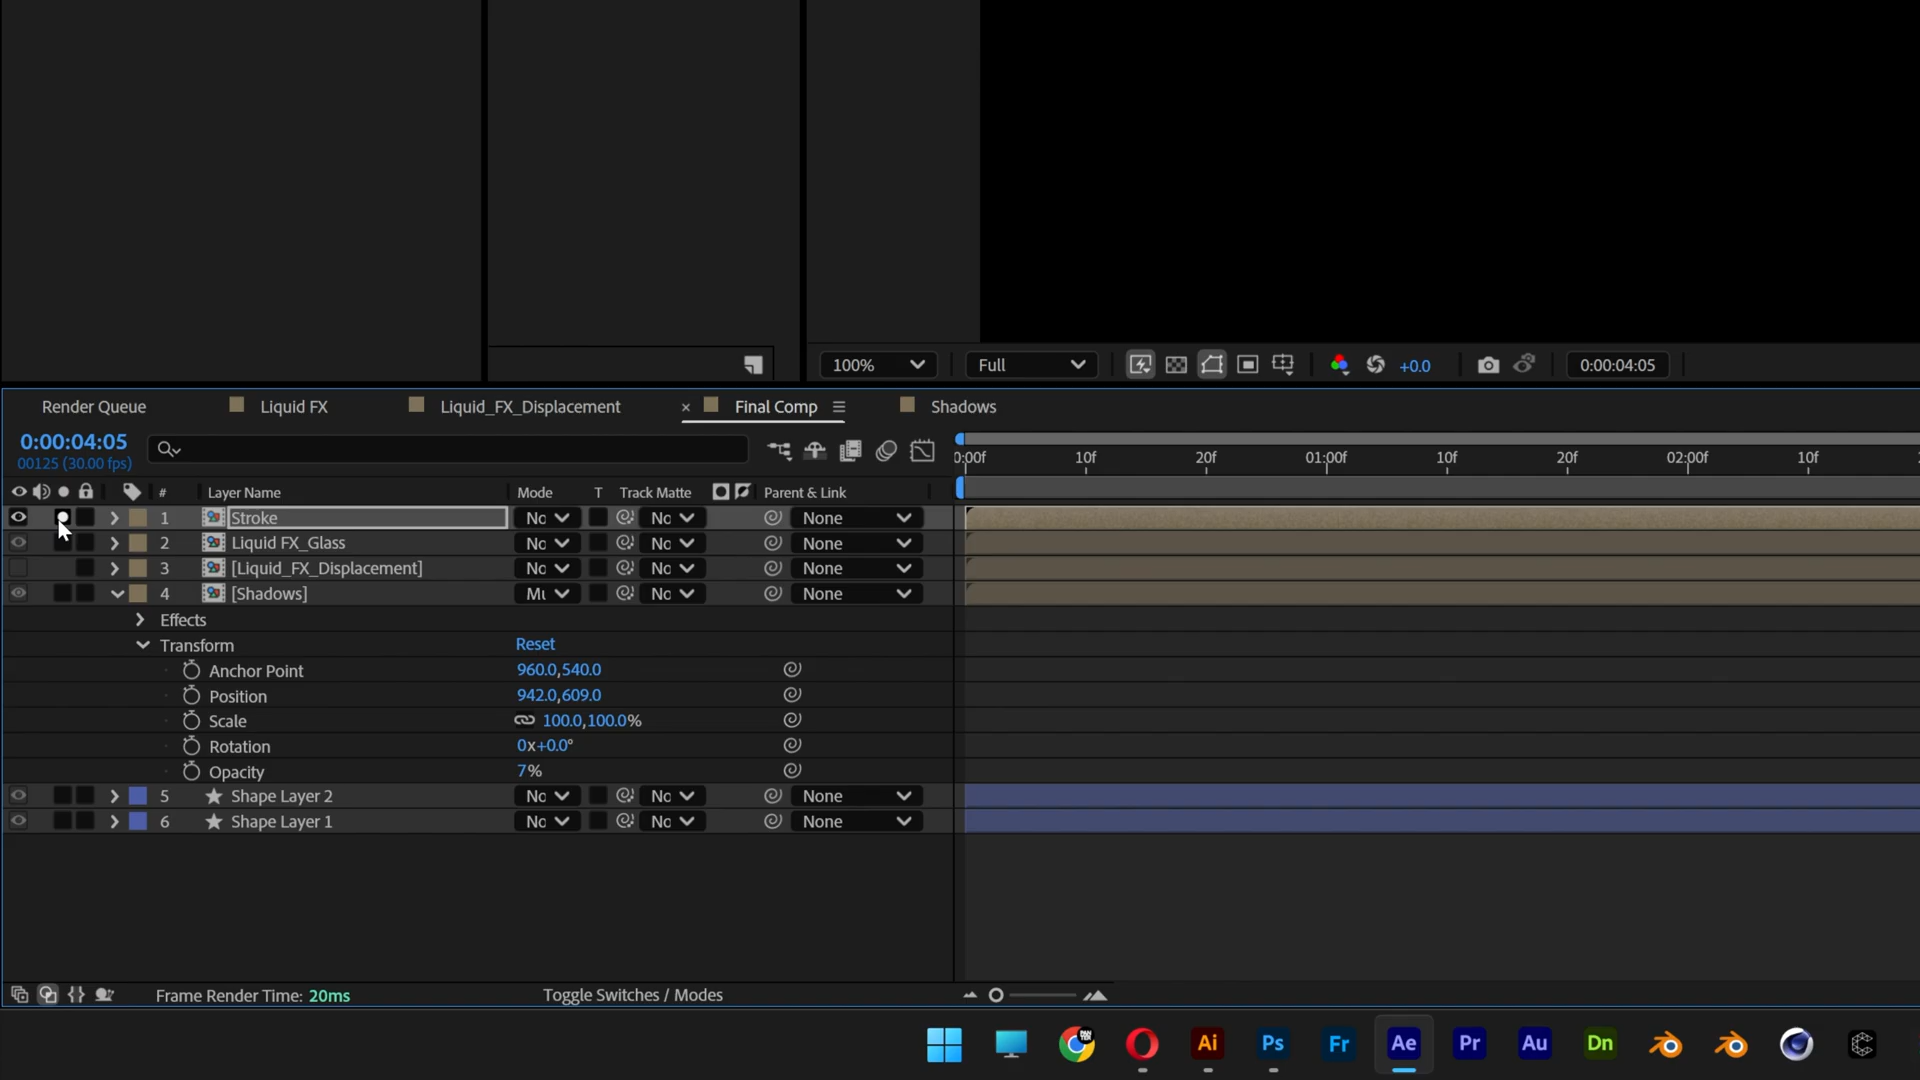 100%
Full
+0.0
0:00:04:05
Render Queue
Liquid FX
Liquid_FX_Displacement
× Final Comp
Shadows
0:00:04:05
00125 (30.00 fps)
0:00f 10f 20f 01:00f 10f 20f 02:00f 10f
# Layer Name Mode T Track Matte Parent & Link
1 Stroke Nc Nc None
2 Liquid FX_Glass Nc Nc None
3 [Liquid_FX_Displacement] Nc Nc None
4 [Shadows] Mu Nc None
Effects
Transform Reset
Anchor Point 960.0,540.0
Position 942.0,609.0
Scale 100.0,100.0%
Rotation 0x+0.0°
Opacity 7%
5 Shape Layer 2 Nc Nc None
6 Shape Layer 1 Nc Nc None
Frame Render Time: 20ms
Toggle Switches / Modes
Ai Ps Fr Ae Pr Au Dn